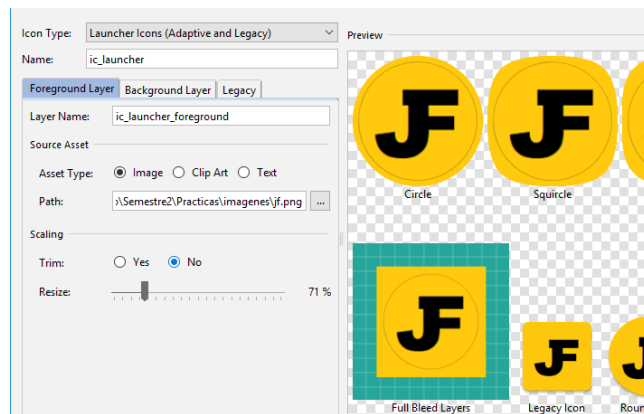 Icon Type:
Launcher Icons (Adaptive and Legacy)
Name:
ic_launcher
Foreground Layer
Background Layer
Legacy
Layer Name:
ic_launcher_foreground
Source Asset
Asset Type:
Image
Clip Art
Text
Path:
)\Semestre2\Practicas\imagenes\jf.png
...
Scaling
Trim:
Yes
No
Resize:
71 %
Preview
JF
JF
Circle
Squircle
JF
JF
Full Bleed Layers
Legacy Icon